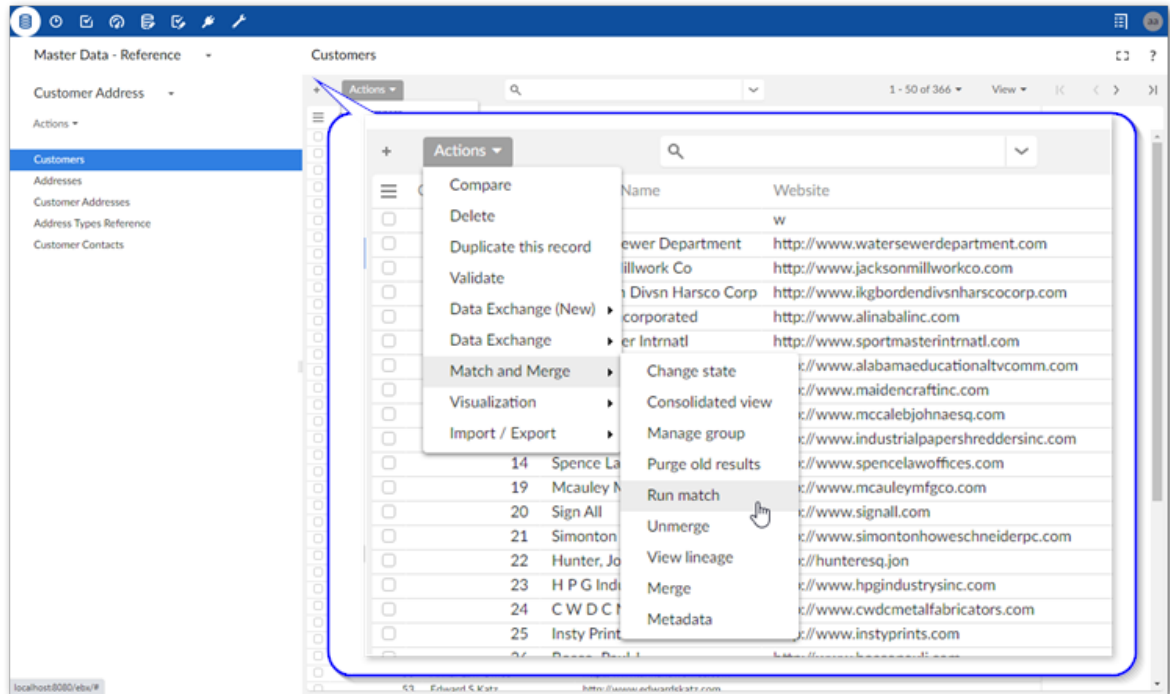 aa
Master Data - Reference
Customers
?
Customer Address
+ Actions
1 - 50 of 366 View
Actions
Customers
Addresses
Customer Addresses
Address Types Reference
Customer Contacts
+ Actions
Name Website
Compare
w
Delete
ewer Department http://www.watersewerdepartment.com
Duplicate this record
illwork Co http://www.jacksonmillworkco.com
Validate
Divsn Harsco Corp http://www.ikgbordendivsnharscocorp.com
Data Exchange (New)
corporated http://www.alinabalinc.com
Data Exchange
er Intrnatl http://www.sportmasterintrnatl.com
Match and Merge
Change state
://www.alabamaeducationaltvcomm.com
://www.maidencraftinc.com
Visualization
Consolidated view
://www.mccalebjohnaesq.com
Import / Export
Manage group
://www.industrialpapershreddersinc.com
14 Spence La
Purge old results
://www.spencelawoffices.com
19 Mcauley M
Run match
://www.mcauleymfgco.com
20 Sign All
://www.signall.com
Unmerge
21 Simonton
://www.simontonhoweschneiderpc.com
22 Hunter, Jo
View lineage
://hunteresq.jon
23 H P G Indu
Merge
://www.hpgindustrysinc.com
24 C W D C M
://www.cwdcmetalfabricators.com
Metadata
25 Insty Print
://www.instyprints.com
53 Edward S Katz http://www.edwardskatz.com
localhost:8080/ebx/#